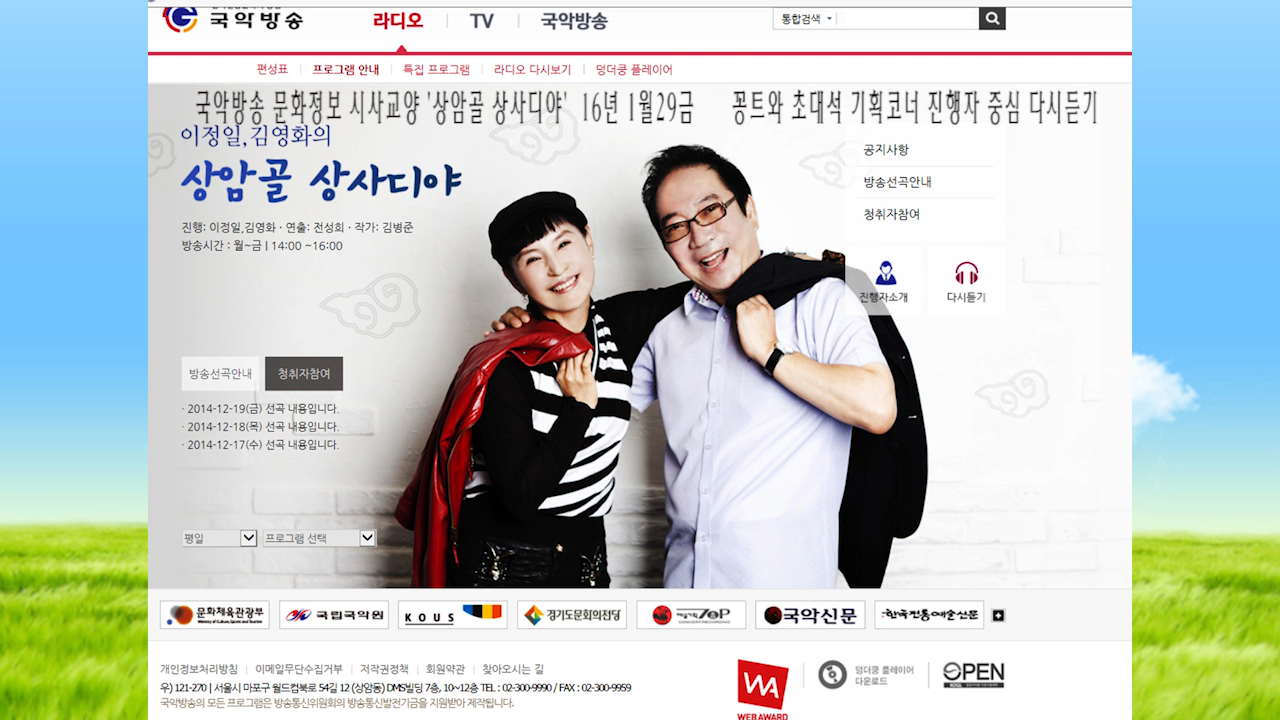 국악방송
라디오 | TV | 국악방송
통합검색
편성표 | 프로그램 안내 | 특집 프로그램 | 라디오 다시보기 | 덩더쿵 플레이어
국악방송 문화정보 시사교양 '상암골 상사디야' 16년 1월29금 꽁트와 초대석 기획코너 진행자 중심 다시듣기
이정일,김영화의
상암골 상사디야
진행: 이정일,김영화 · 연출: 전성희 · 작가: 김병준
방송시간 : 월~금 | 14:00 ~16:00
공지사항
방송선곡안내
청취자참여
진행자소개 다시듣기
방송선곡안내 청취자참여
· 2014-12-19(금) 선곡 내용입니다.
· 2014-12-18(목) 선곡 내용입니다.
· 2014-12-17(수) 선곡 내용입니다.
평일 프로그램 선택
문화체육관광부 국립국악원 KOUS 경기도문화의전당 TOP 국악신문 한국전통예술신문
Ministry of Culture, Sports and Tourism
개인정보처리방침 | 이메일무단수집거부 | 저작권정책 | 회원약관 | 찾아오시는 길
우) 121-270 | 서울시 마포구 월드컵북로 54길 12 (상암동) DMS빌딩 7층, 10~12층 TEL : 02-300-9990 / FAX : 02-300-9959
국악방송의 모든 프로그램은 방송통신위원회의 방송통신발전기금을 지원받아 제작됩니다.
WA
WEB AWARD
덩더쿵 플레이어
다운로드
OPEN